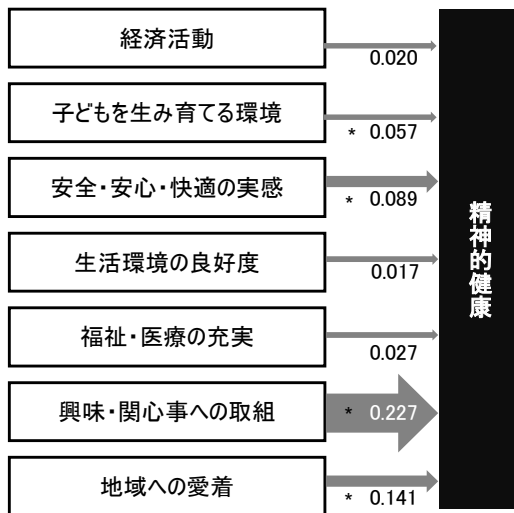 経済活動
0.020
子どもを生み育てる環境
* 0.057
安全・安心・快適の実感
* 0.089
生活環境の良好度
0.017
福祉・医療の充実
0.027
興味・関心事への取組
* 0.227
地域への愛着
* 0.141
精神的健康